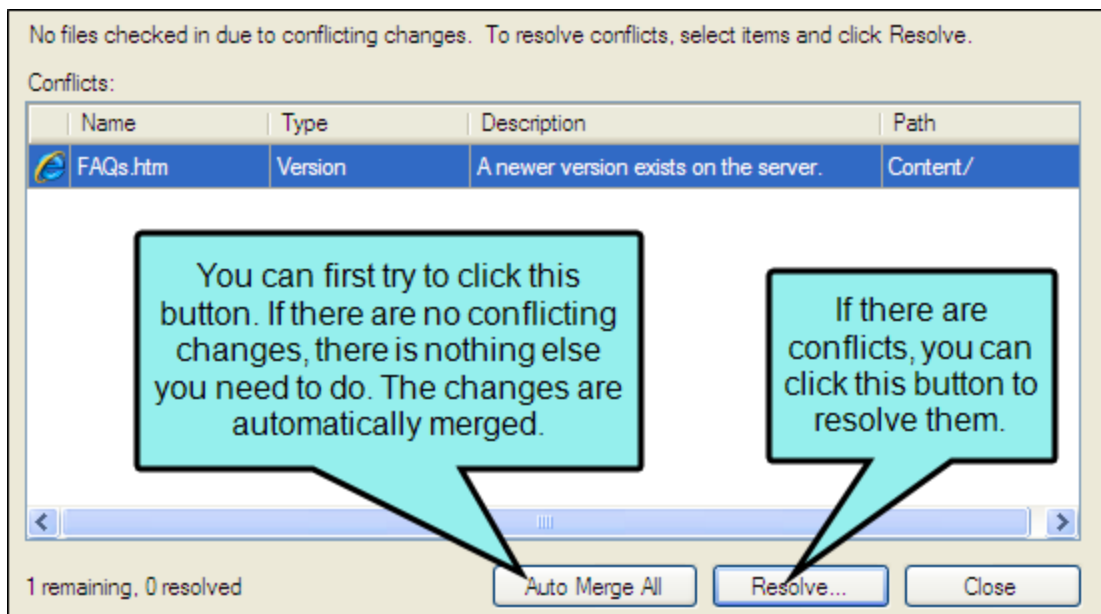 No files checked in due to conflicting changes. To resolve conflicts, select items and click Resolve.
Conflicts:
Name Type Description Path
FAQs.htm Version A newer version exists on the server. Content/
You can first try to click this
button. If there are no conflicting
changes, there is nothing else
you need to do. The changes are
automatically merged.
If there are
conflicts, you can
click this button to
resolve them.
1 remaining, 0 resolved Auto Merge All Resolve... Close